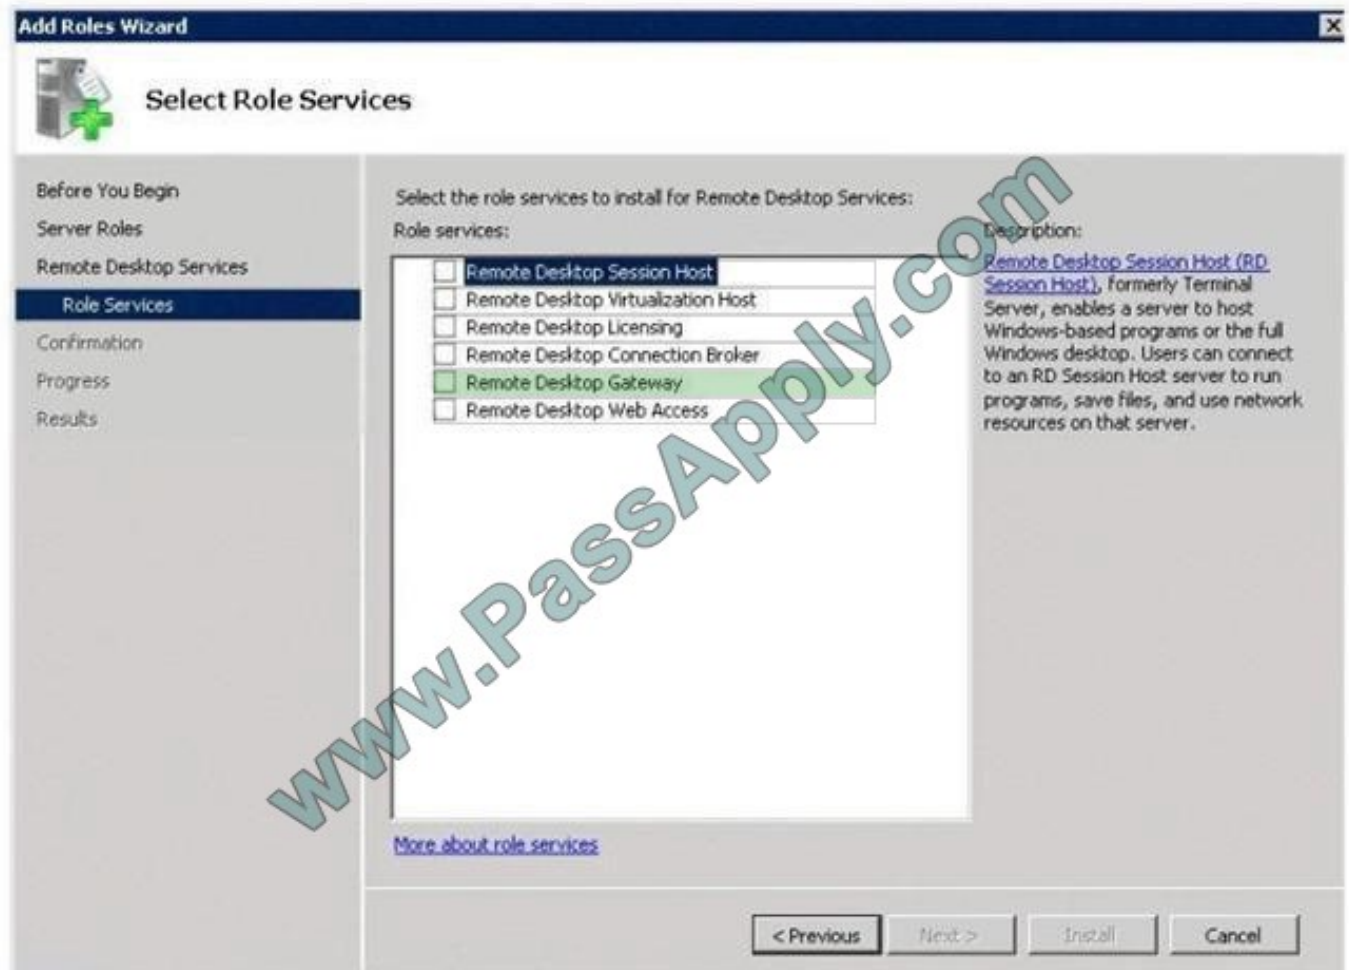 Add Roles Wizard
Select Role Services
Before You Begin
Server Roles
Remote Desktop Services
Role Services
Confirmation
Progress
Results
Select the role services to install for Remote Desktop Services:
Role services:
Remote Desktop Session Host
Remote Desktop Virtualization Host
Remote Desktop Licensing
Remote Desktop Connection Broker
Remote Desktop Gateway
Remote Desktop Web Access
More about role services
Description:
Remote Desktop Session Host (RD
Session Host), formerly Terminal
Server, enables a server to host
Windows-based programs or the full
Windows desktop. Users can connect
to an RD Session Host server to run
programs, save files, and use network
resources on that server.
< Previous
Next >
Install
Cancel
www.PassApply.com